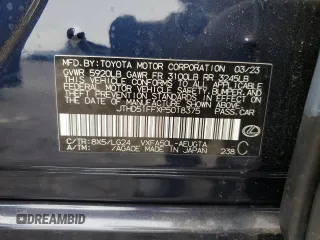 MFD.BY:TOYOTA MOTOR CORPORATION 03/23
GVWR 5920LB GAWR FR 3100LB RR 3245LB
THIS VEHICLE CONFORMS TO ALL APPLICABLE
FEDERAL MOTOR VEHICLE SAFETY, BUMPER, AND
THEFT PREVENTION STANDARDS IN EFFECT ON THE
DATE OF MANUFACTURE SHOWN ABOVE.
PASS.CAR
C/TR: 8X5/LG24 VXFA50L-AEUGTA
A/TM: MADE IN JAPAN 238 C
DREAMBID